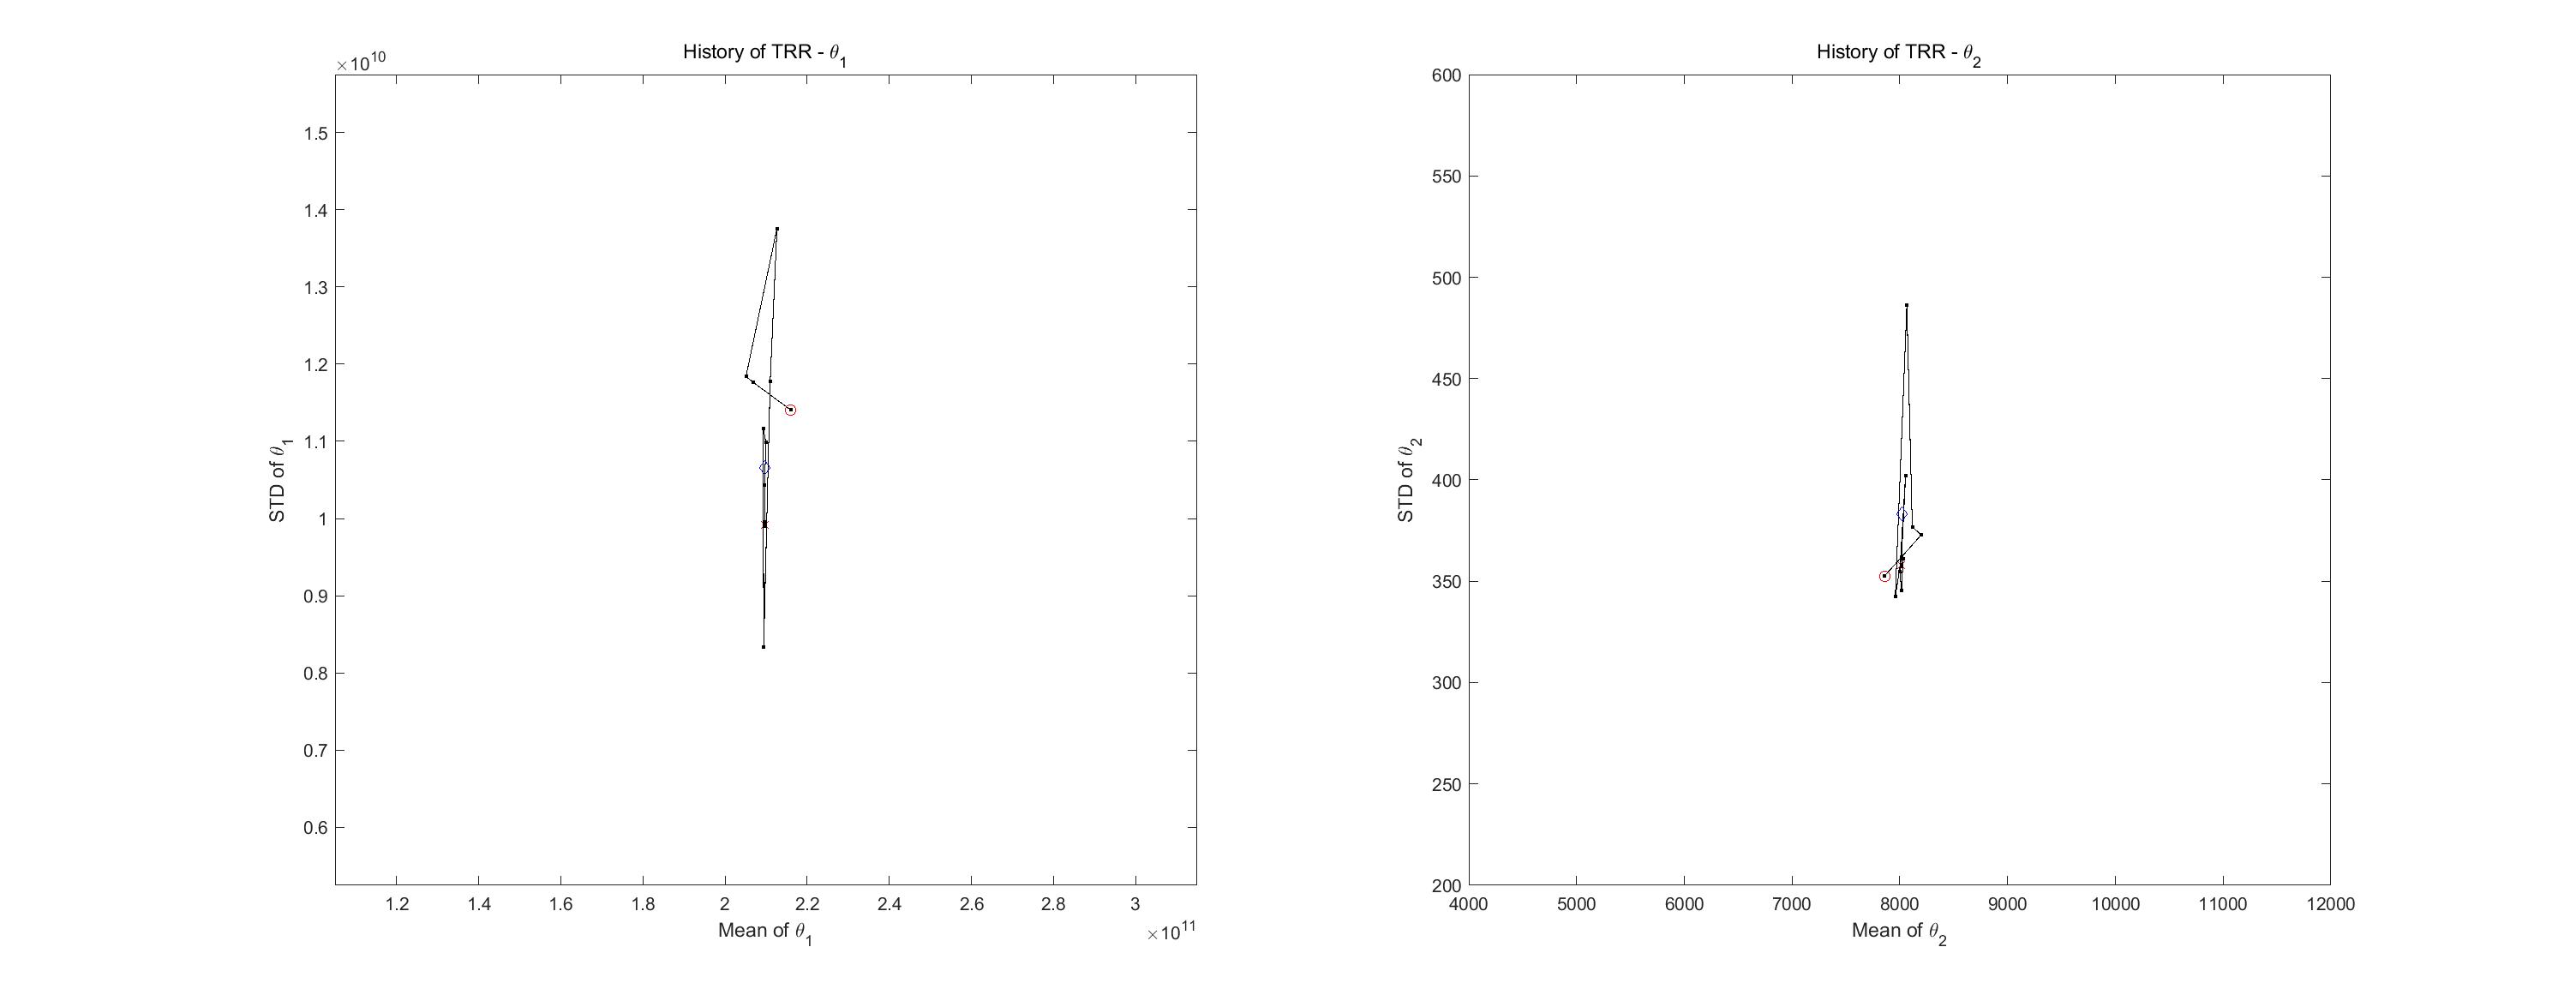 History of TRR - θ1
×10^10
1.5
1.4
1.3
1.2
1.1
1
0.9
0.8
0.7
0.6
STD of θ1
1.2 1.4 1.6 1.8 2 2.2 2.4 2.6 2.8 3
Mean of θ1
×10^11
History of TRR - θ2
600
550
500
450
400
350
300
250
200
STD of θ2
4000 5000 6000 7000 8000 9000 10000 11000 12000
Mean of θ2